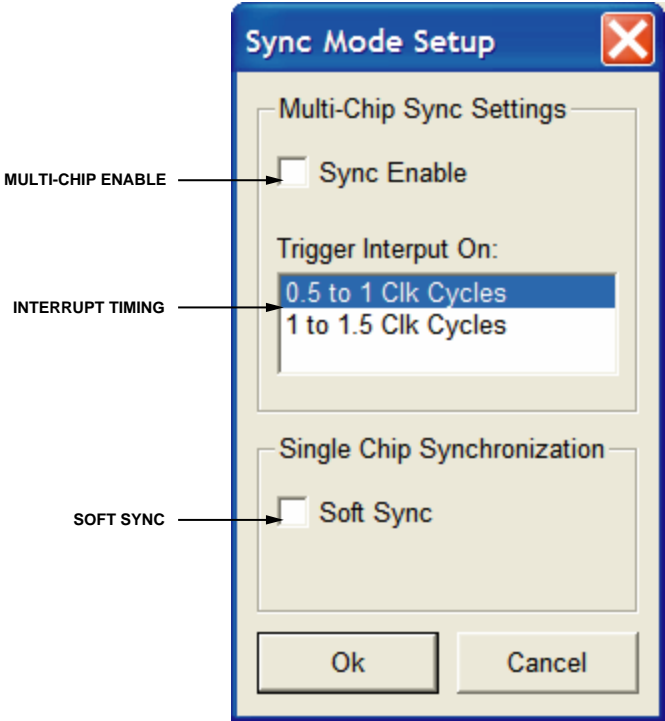 Sync Mode Setup
Multi-Chip Sync Settings
MULTI-CHIP ENABLE
Sync Enable
Trigger Interput On:
INTERRUPT TIMING
0.5 to 1 Clk Cycles
1 to 1.5 Clk Cycles
Single Chip Synchronization
SOFT SYNC
Soft Sync
Ok
Cancel